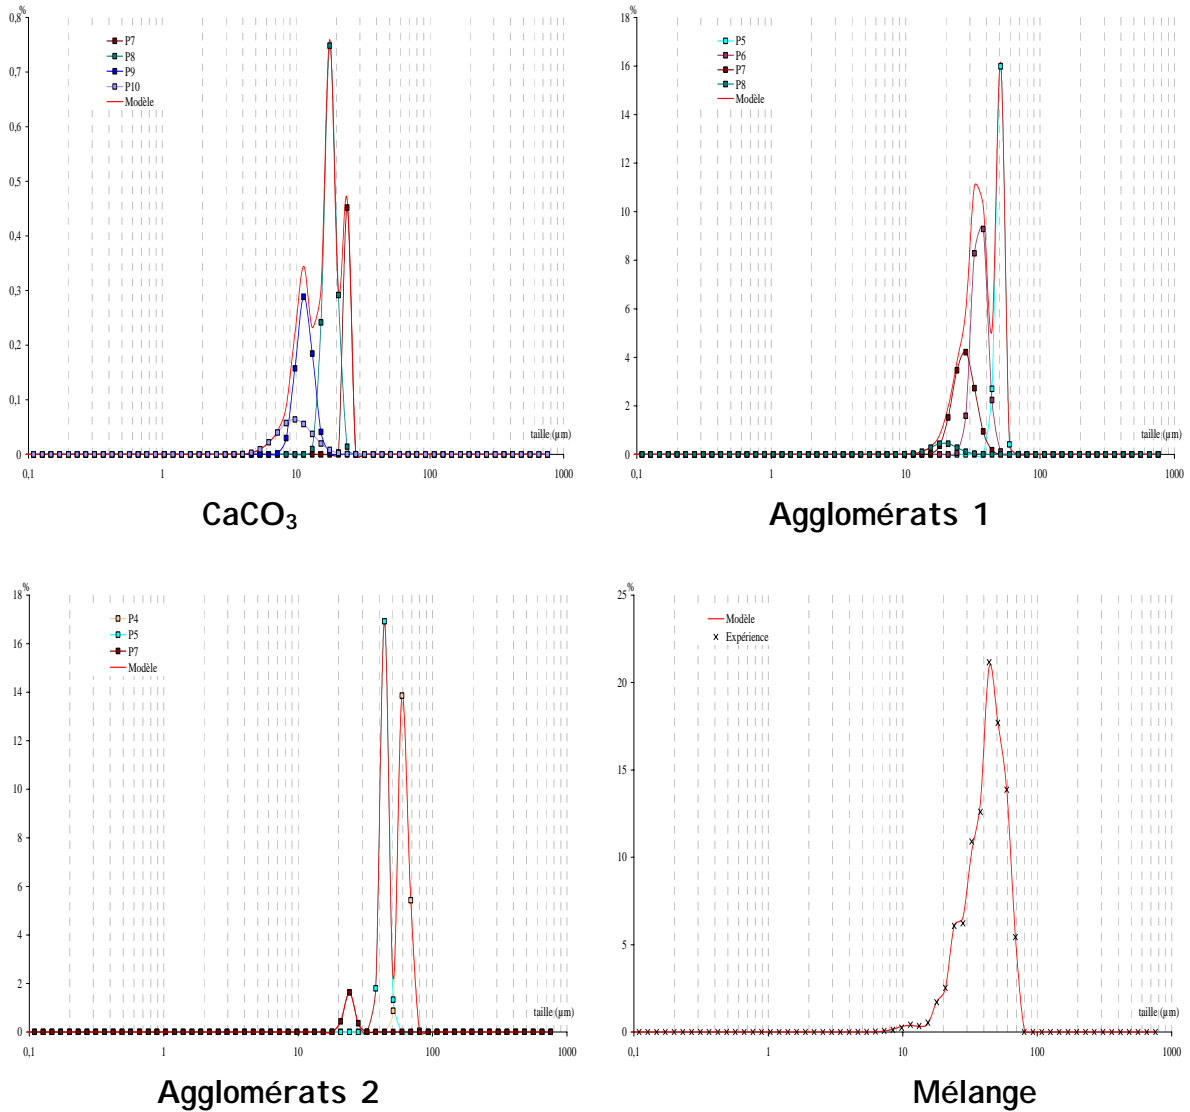 %
0,8
0,7
0,6
0,5
0,4
0,3
0,2
0,1
0
P7
P8
P9
P10
Modèle
taille (µm)
0,1 1 10 100 1000
CaCO₃
%
18
16
14
12
10
8
6
4
2
0
P5
P6
P7
P8
Modèle
taille (µm)
0,1 1 10 100 1000
Agglomérats 1
%
18
16
14
12
10
8
6
4
2
0
P4
P5
P7
Modèle
taille (µm)
0,1 1 10 100 1000
Agglomérats 2
%
25
20
15
10
5
0
Modèle
Expérience
taille (µm)
0,1 1 10 100 1000
Mélange